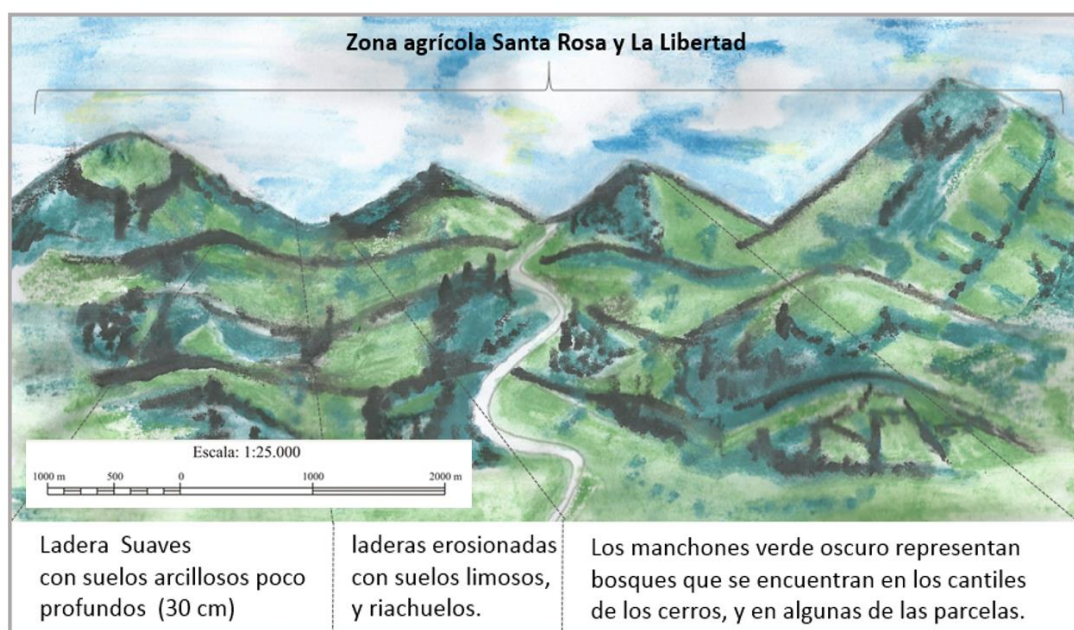 Zona agrícola Santa Rosa y La Libertad
Escala: 1:25.000
1000 m 500 0 1000 2000 m
Ladera Suaves
con suelos arcillosos poco
profundos (30 cm)
laderas erosionadas
con suelos limosos,
y riachuelos.
Los manchones verde oscuro representan
bosques que se encuentran en los cantiles
de los cerros, y en algunas de las parcelas.